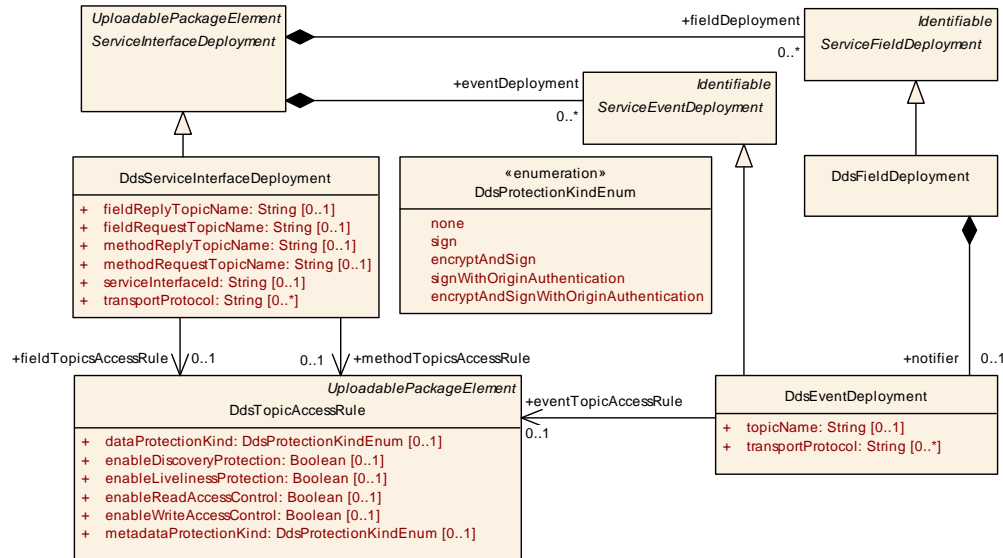 UploadablePackageElement
ServiceInterfaceDeployment
+fieldDeployment
0..*
Identifiable
ServiceFieldDeployment
+eventDeployment
0..*
Identifiable
ServiceEventDeployment
DdsServiceInterfaceDeployment
+ fieldReplyTopicName: String [0..1]
+ fieldRequestTopicName: String [0..1]
+ methodReplyTopicName: String [0..1]
+ methodRequestTopicName: String [0..1]
+ serviceInterfaceId: String [0..1]
+ transportProtocol: String [0..*]
«enumeration»
DdsProtectionKindEnum
none
sign
encryptAndSign
signWithOriginAuthentication
encryptAndSignWithOriginAuthentication
DdsFieldDeployment
+fieldTopicsAccessRule
0..1
0..1
+methodTopicsAccessRule
+notifier
0..1
UploadablePackageElement
DdsTopicAccessRule
+ dataProtectionKind: DdsProtectionKindEnum [0..1]
+ enableDiscoveryProtection: Boolean [0..1]
+ enableLivelinessProtection: Boolean [0..1]
+ enableReadAccessControl: Boolean [0..1]
+ enableWriteAccessControl: Boolean [0..1]
+ metadataProtectionKind: DdsProtectionKindEnum [0..1]
+eventTopicAccessRule
0..1
DdsEventDeployment
+ topicName: String [0..1]
+ transportProtocol: String [0..*]